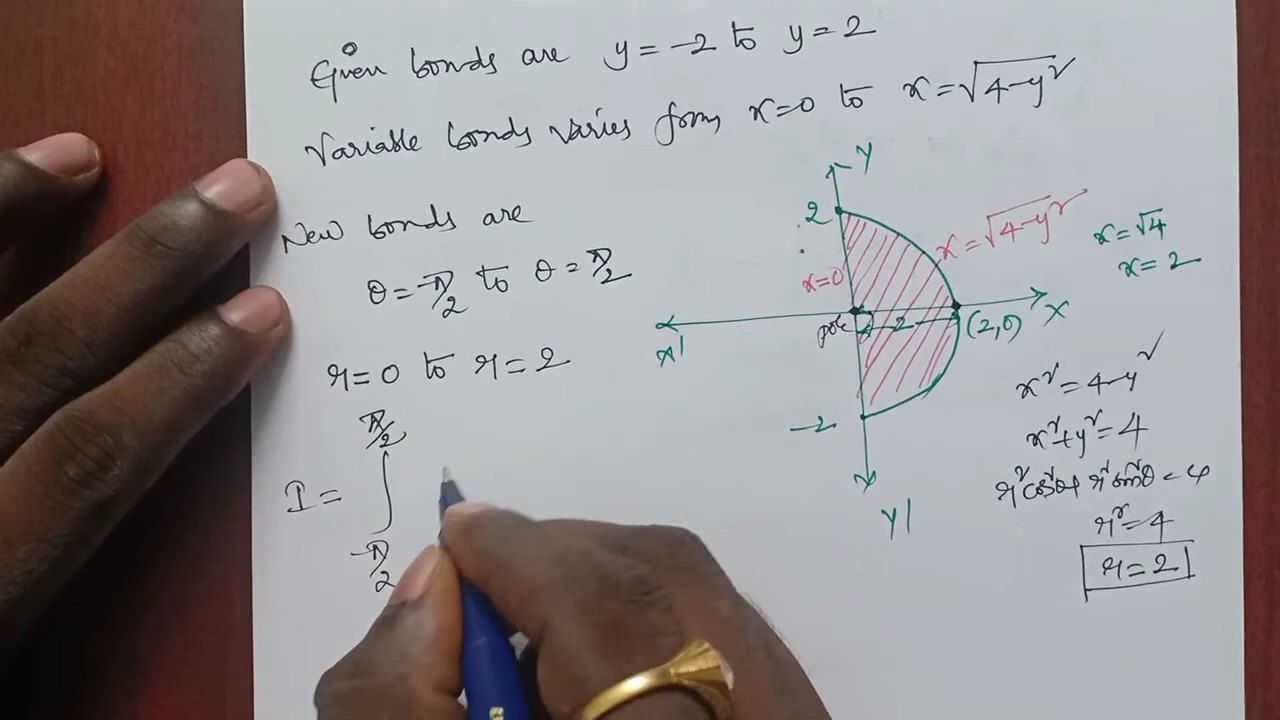 Given bonds are y = -2 to y = 2
Variable bonds varies from x=0 to x = √4-y²
New bonds are
θ = -π/2 to θ = π/2
r=0 to r=2
I = ∫
π/2
-π/2
Y
2
x=0
x = √4-y²
x=√4
x=2
pole
2
(2,0)
X
X|
-2
Y|
x² = 4-y²
x²+y² = 4
r²cos²θ+ r²sin²θ = 4
r²=4
r=2